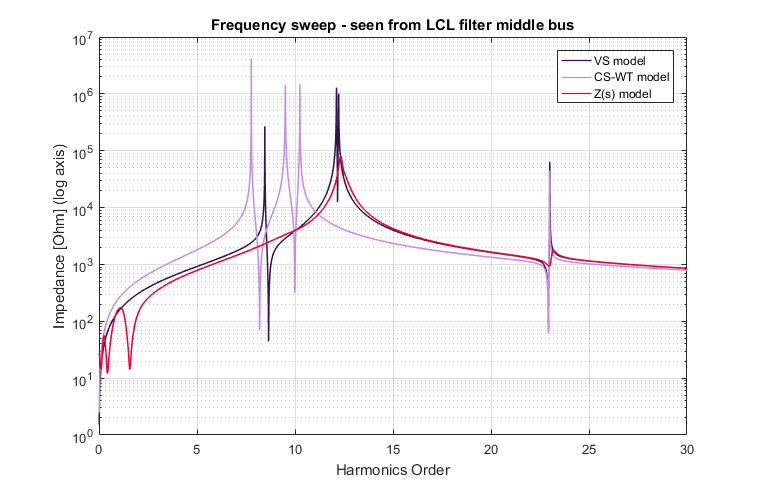 Frequency sweep - seen from LCL filter middle bus
Impedance [Ohm] (log axis)
10^7
10^6
10^5
10^4
10^3
10^2
10^1
10^0
VS model
CS-WT model
Z(s) model
0 5 10 15 20 25 30
Harmonics Order